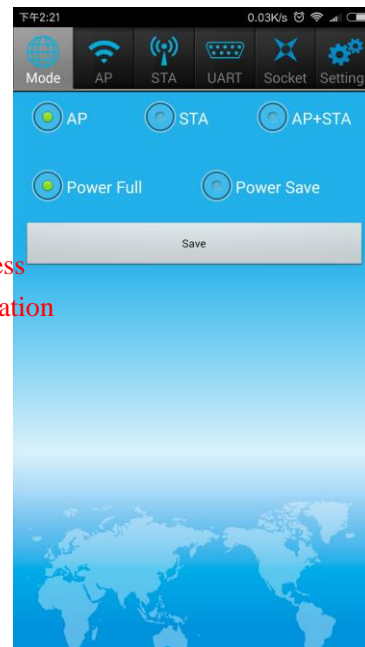 下午2:21 0.03K/s
Mode AP STA UART Socket Setting
AP STA AP+STA
Power Full Power Save
Save
ess
ation